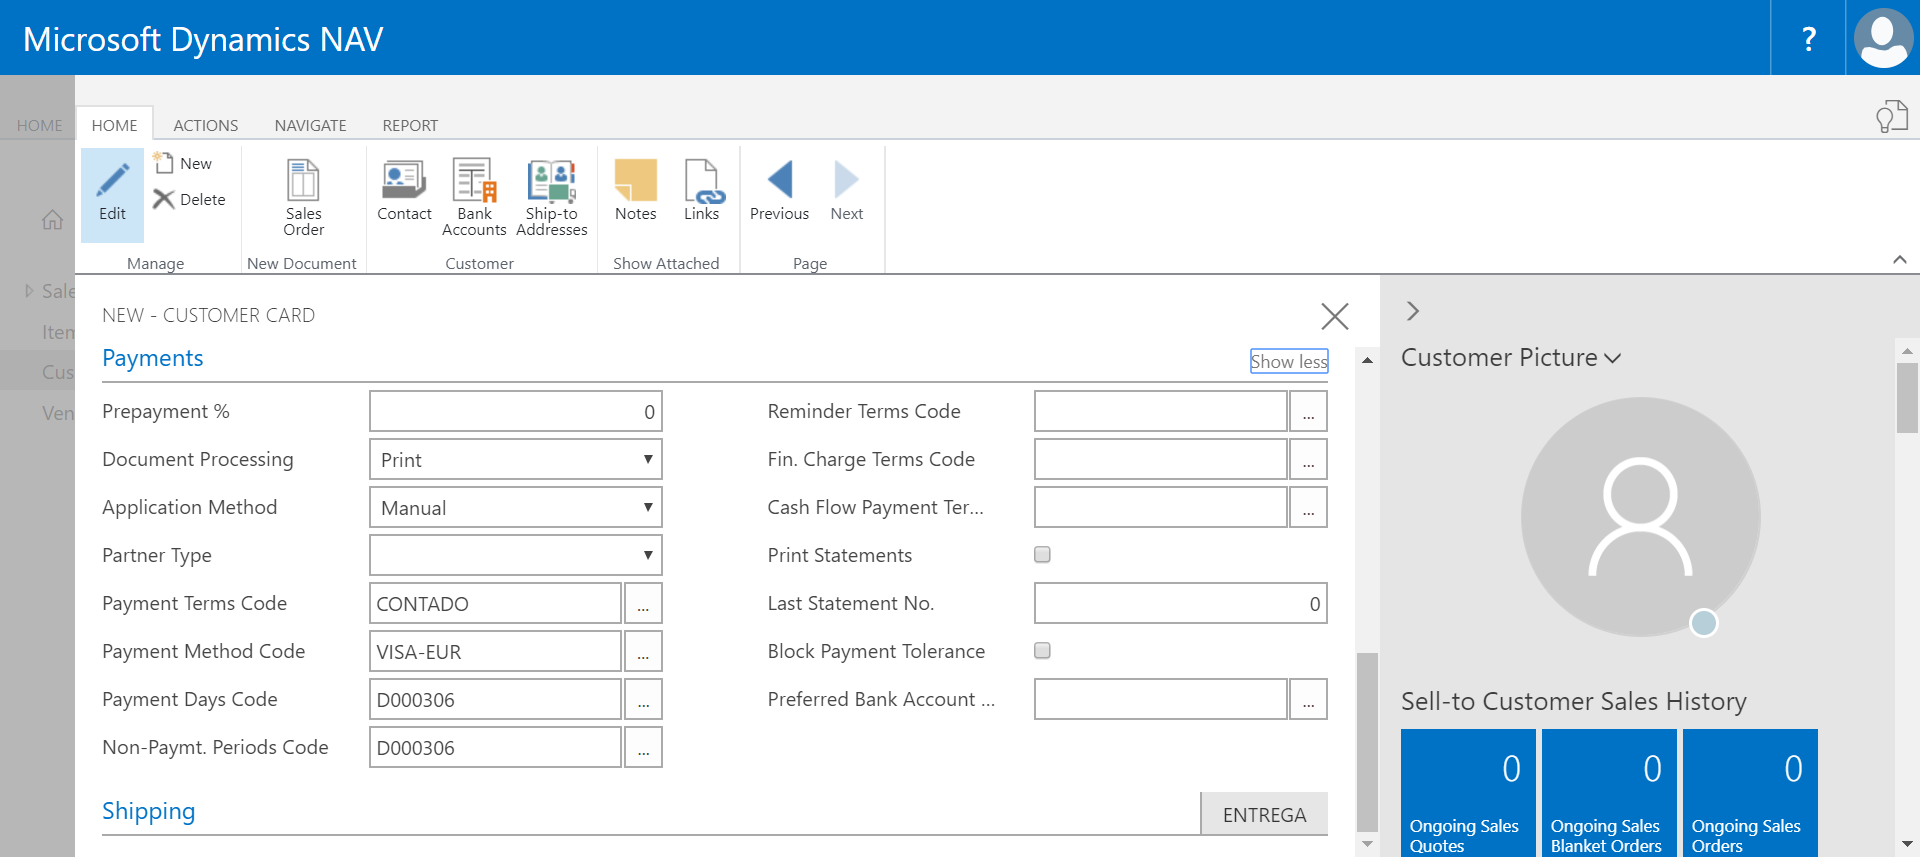 Microsoft Dynamics NAV
?
HOME
HOME
ACTIONS
NAVIGATE
REPORT
Edit
New
Delete
Manage
Sales
Order
New Document
Contact
Bank
Accounts
Ship-to
Addresses
Customer
Notes
Links
Show Attached
Previous
Next
Page
Sale
Item
Cus
Ven
NEW - CUSTOMER CARD
Payments
Show less
Prepayment %
0
Document Processing
Print
Application Method
Manual
Partner Type
Payment Terms Code
CONTADO
...
Payment Method Code
VISA-EUR
...
Payment Days Code
D000306
...
Non-Paymt. Periods Code
D000306
...
Reminder Terms Code
...
Fin. Charge Terms Code
...
Cash Flow Payment Ter...
...
Print Statements
Last Statement No.
0
Block Payment Tolerance
Preferred Bank Account ...
...
Shipping
ENTREGA
Customer Picture
Sell-to Customer Sales History
0
Ongoing Sales
Quotes
0
Ongoing Sales
Blanket Orders
0
Ongoing Sales
Orders